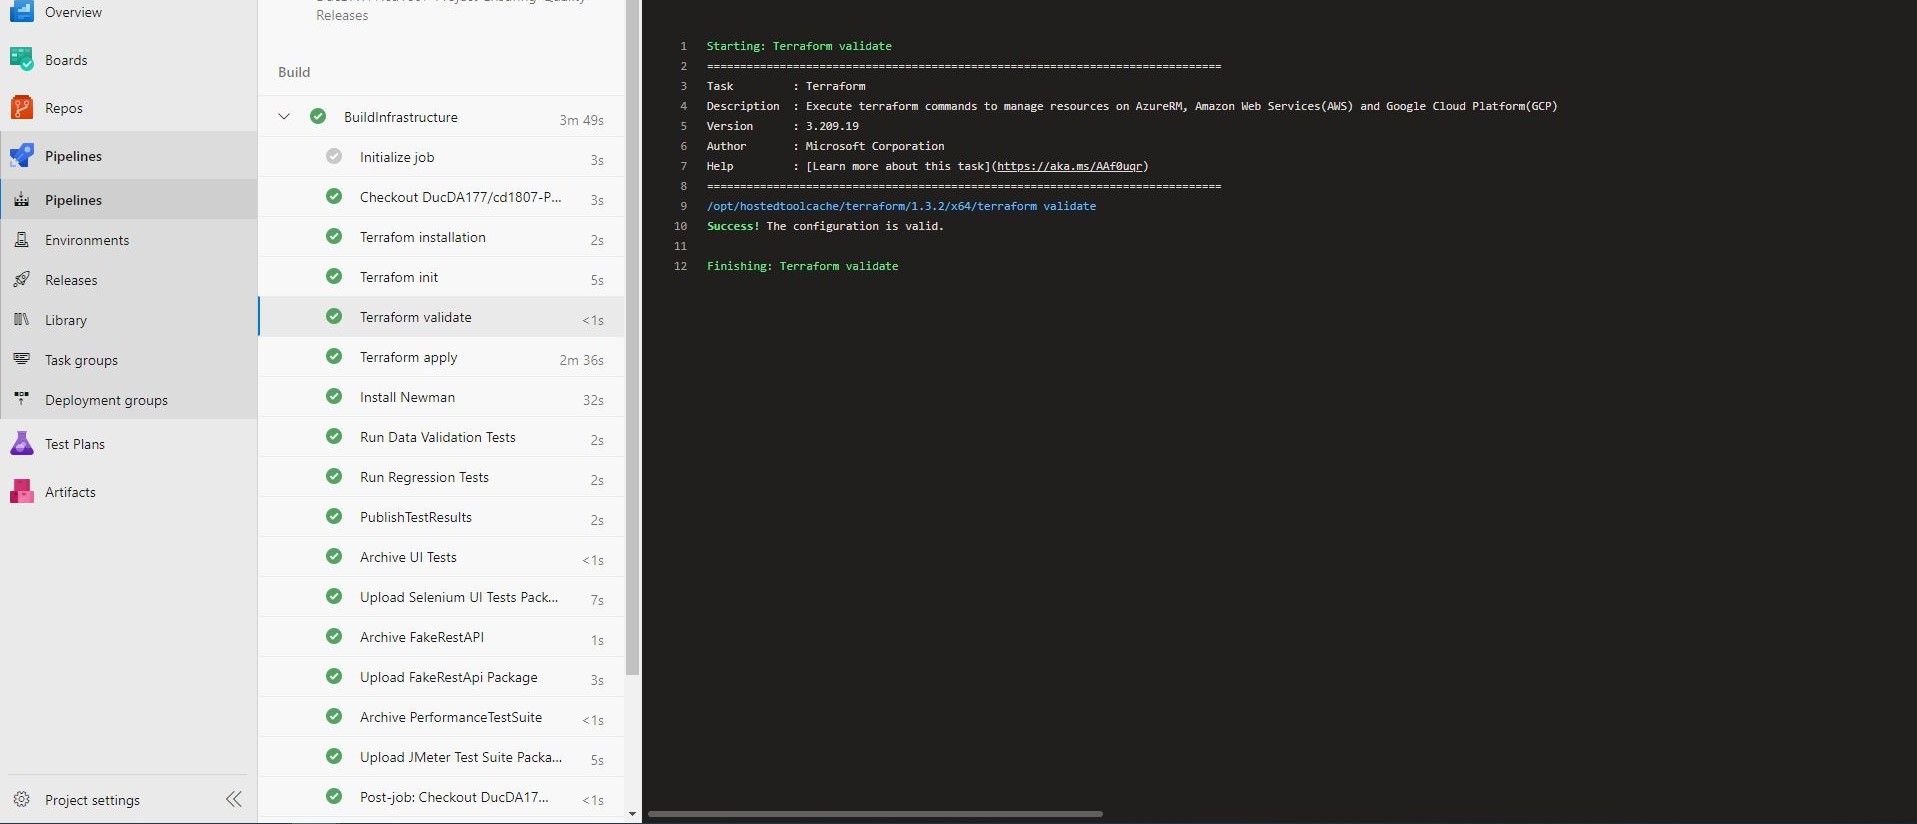 Overview
Boards
Repos
Pipelines
Pipelines
Environments
Releases
Library
Task groups
Deployment groups
Test Plans
Artifacts
Project settings
Releases
Build
BuildInfrastructure 3m 49s
Initialize job 3s
Checkout DucDA177/cd1807-P... 3s
Terrafom installation 2s
Terrafom init 5s
Terraform validate <1s
Terraform apply 2m 36s
Install Newman 32s
Run Data Validation Tests 2s
Run Regression Tests 2s
PublishTestResults 2s
Archive UI Tests <1s
Upload Selenium UI Tests Pack... 7s
Archive FakeRestAPI 1s
Upload FakeRestApi Package 3s
Archive PerformanceTestSuite <1s
Upload JMeter Test Suite Packa... 5s
Post-job: Checkout DucDA17... <1s
1 Starting: Terraform validate
2 ==============================================================================
3 Task : Terraform
4 Description : Execute terraform commands to manage resources on AzureRM, Amazon Web Services(AWS) and Google Cloud Platform(GCP)
5 Version : 3.209.19
6 Author : Microsoft Corporation
7 Help : [Learn more about this task](https://aka.ms/AAf0uqr)
8 ==============================================================================
9 /opt/hostedtoolcache/terraform/1.3.2/x64/terraform validate
10 Success! The configuration is valid.
11
12 Finishing: Terraform validate